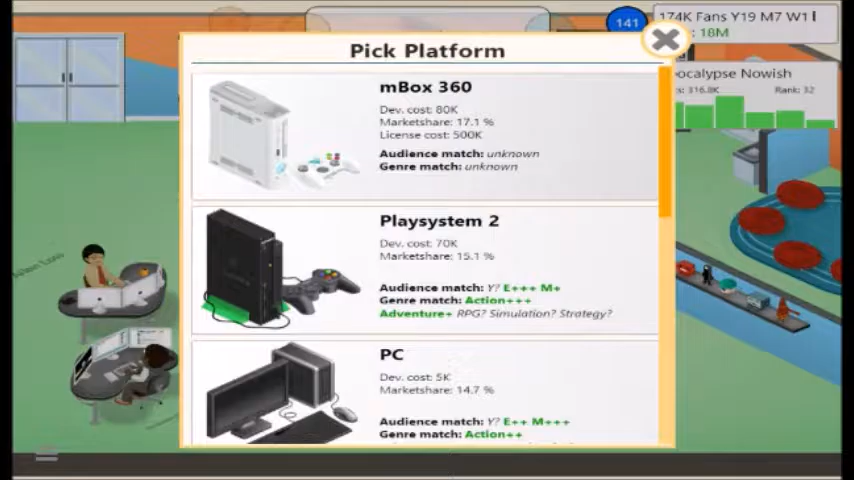 141
174K Fans Y19 M7 W1
: 18M
Pick Platform
ocalypse Nowish
s: 316.8K
Rank: 32
mBox 360
Dev. cost: 80K
Marketshare: 17.1 %
License cost: 500K
Audience match: unknown
Genre match: unknown
Playsystem 2
Dev. cost: 70K
Marketshare: 15.1 %
Audience match: Y? E+++ M+
Genre match: Action+++
Adventure+ RPG? Simulation? Strategy?
PC
Dev. cost: 5K
Marketshare: 14.7 %
Audience match: Y? E++ M+++
Genre match: Action++